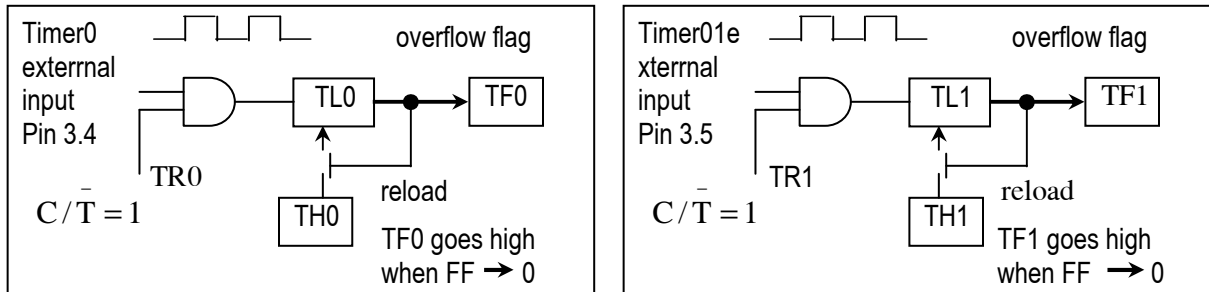 Timer0
exterrnal
input
Pin 3.4
overflow flag
TL0
TF0
TR0
C / T̄ = 1
TH0
reload
TF0 goes high
when FF → 0
Timer01e
xterrnal
input
Pin 3.5
overflow flag
TL1
TF1
TR1
C / T̄ = 1
TH1
reload
TF1 goes high
when FF → 0